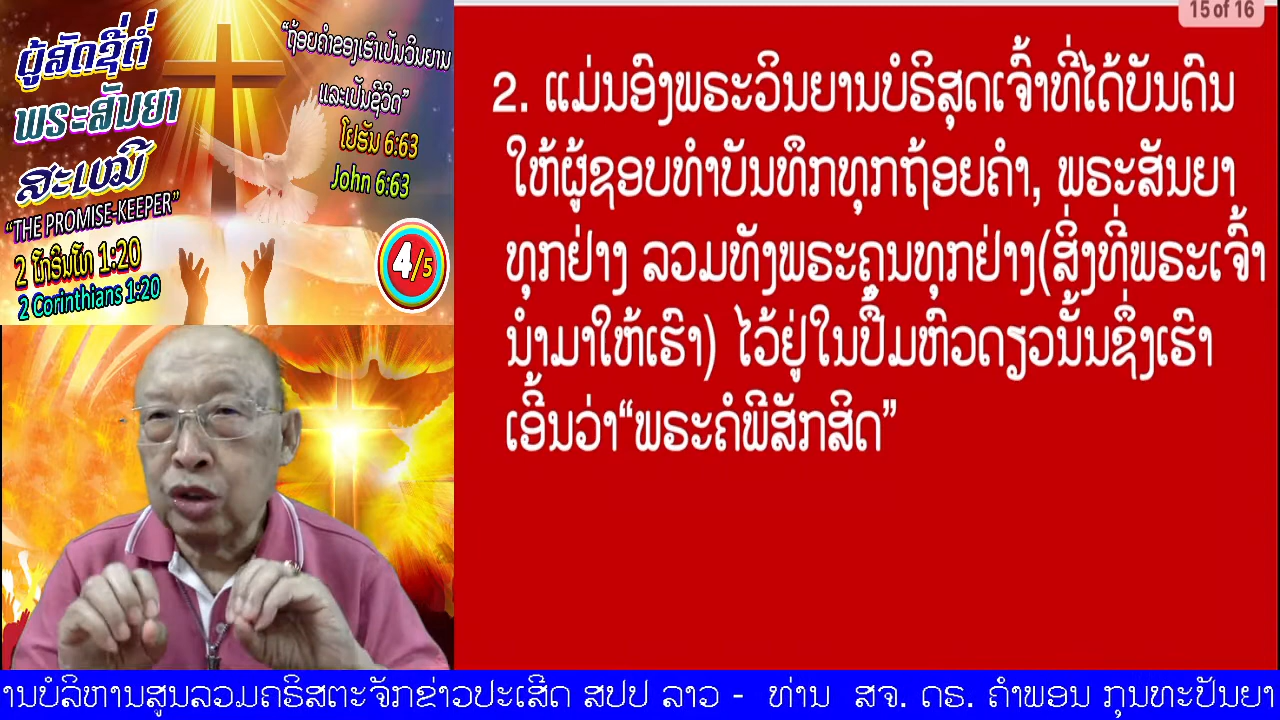 ຜູ້ສັດຊື່ຕໍ່
ພຣະສັນຍາ
ສະເໝີ
"THE PROMISE-KEEPER"
2 ໂກຣິນໂທ 1:20
2 Corinthians 1:20
"ຖ້ອຍຄຳຂອງເຮົາເປັນວິນຍານ
ແລະເປັນຊີວິດ"
ໂຢຮັນ 6:63
John 6:63
4/5
15 of 16
2. ແມ່ນອົງພຣະວິນຍານບໍຣິສຸດເຈົ້າທີ່ໄດ້ບັນດົນ
ໃຫ້ຜູ້ຊອບທຳບັນທຶກທຸກຖ້ອຍຄຳ, ພຣະສັນຍາ
ທຸກຢ່າງ ລວມທັງພຣະຄຸນທຸກຢ່າງ(ສິ່ງທີ່ພຣະເຈົ້າ
ນຳມາໃຫ້ເຮົາ) ໄວ້ຢູ່ໃນປື້ມຫົວດຽວນັ້ນຊຶ່ງເຮົາ
ເອີ້ນວ່າ"ພຣະຄໍພີສັກສິດ"
ານບໍລິຫານສູນລວມຄຣິສຕະຈັກຂ່າວປະເສີດ ສປປ ລາວ - ທ່ານ ສຈ. ດຣ. ຄຳພອນ ກຸນທະປັນຍາ